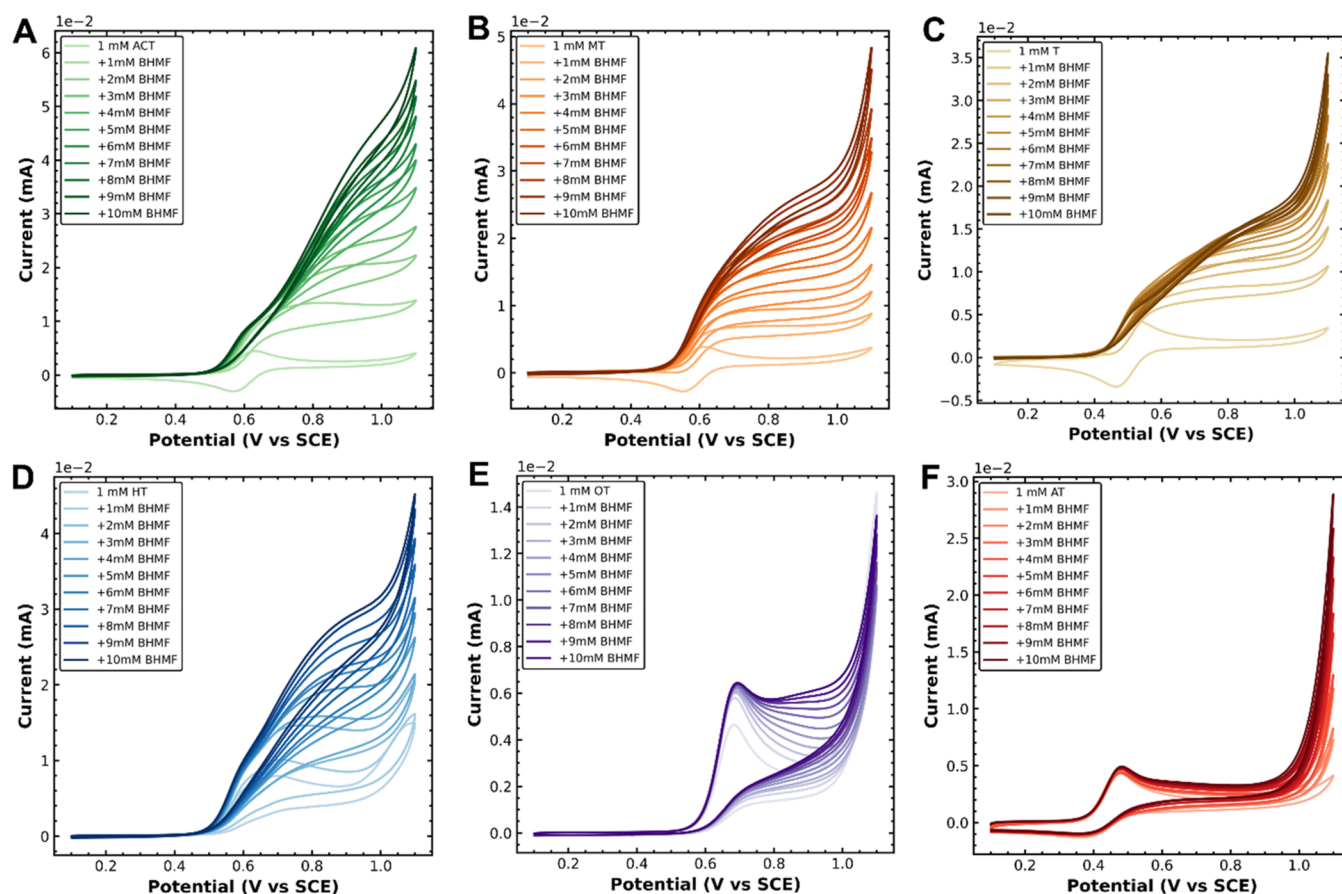 A
1e−2
1 mM ACT
+1mM BHMF
+2mM BHMF
+3mM BHMF
+4mM BHMF
+5mM BHMF
+6mM BHMF
+7mM BHMF
+8mM BHMF
+9mM BHMF
+10mM BHMF
Current (mA)
6
5
4
3
2
1
0
0.2 0.4 0.6 0.8 1.0
Potential (V vs SCE)
B
1e−2
1 mM MT
+1mM BHMF
+2mM BHMF
+3mM BHMF
+4mM BHMF
+5mM BHMF
+6mM BHMF
+7mM BHMF
+8mM BHMF
+9mM BHMF
+10mM BHMF
Current (mA)
5
4
3
2
1
0
0.2 0.4 0.6 0.8 1.0
Potential (V vs SCE)
C
1e−2
1 mM T
+1mM BHMF
+2mM BHMF
+3mM BHMF
+4mM BHMF
+5mM BHMF
+6mM BHMF
+7mM BHMF
+8mM BHMF
+9mM BHMF
+10mM BHMF
Current (mA)
3.5
3.0
2.5
2.0
1.5
1.0
0.5
0.0
−0.5
0.2 0.4 0.6 0.8 1.0
Potential (V vs SCE)
D
1e−2
1 mM HT
+1mM BHMF
+2mM BHMF
+3mM BHMF
+4mM BHMF
+5mM BHMF
+6mM BHMF
+7mM BHMF
+8mM BHMF
+9mM BHMF
+10mM BHMF
Current (mA)
4
3
2
1
0
0.2 0.4 0.6 0.8 1.0
Potential (V vs SCE)
E
1e−2
1 mM OT
+1mM BHMF
+2mM BHMF
+3mM BHMF
+4mM BHMF
+5mM BHMF
+6mM BHMF
+7mM BHMF
+8mM BHMF
+9mM BHMF
+10mM BHMF
Current (mA)
1.4
1.2
1.0
0.8
0.6
0.4
0.2
0.0
0.2 0.4 0.6 0.8 1.0
Potential (V vs SCE)
F
1e−2
1 mM AT
+1mM BHMF
+2mM BHMF
+3mM BHMF
+4mM BHMF
+5mM BHMF
+6mM BHMF
+7mM BHMF
+8mM BHMF
+9mM BHMF
+10mM BHMF
Current (mA)
3.0
2.5
2.0
1.5
1.0
0.5
0.0
0.2 0.4 0.6 0.8 1.0
Potential (V vs SCE)